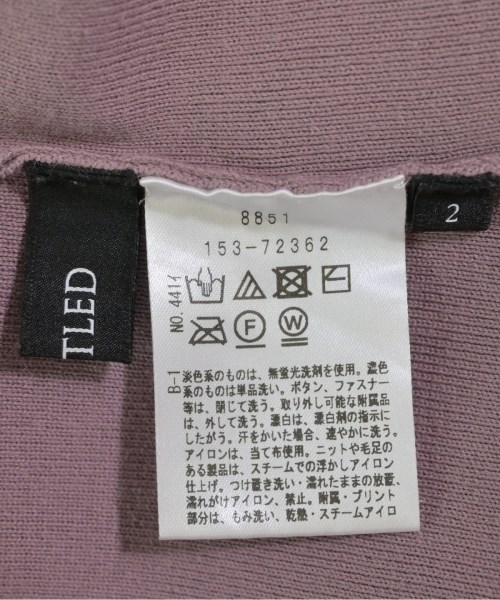 TLED
8851
153-72362
NO.4411
F
W
B-1
淡色系のものは、無蛍光洗剤を使用。濃色
系のものは単品洗い。ボタン、ファスナー
等は、閉じて洗う。取り外し可能な附属品
は、外して洗う。漂白は、漂白剤の指示に
したがう。汗をかいた場合、速やかに洗う。
アイロンは、当て布使用。ニットや毛足の
ある製品は、スチームでの浮かしアイロン
仕上げ。つけ置き洗い・濡れたままの放置、
濡れがけアイロン、禁止。附属・プリント
部分は、もみ洗い、乾熱・スチームアイロ
2